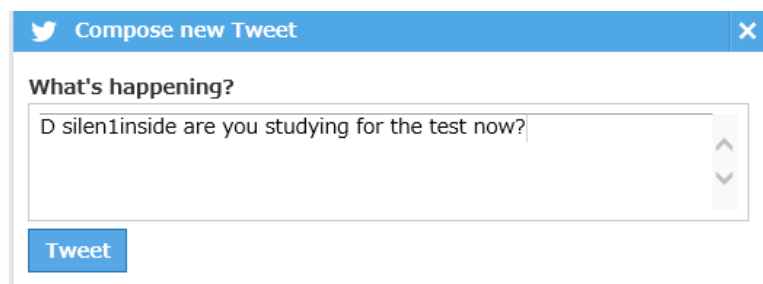 Compose new Tweet
What's happening?
D silen1inside are you studying for the test now?
Tweet